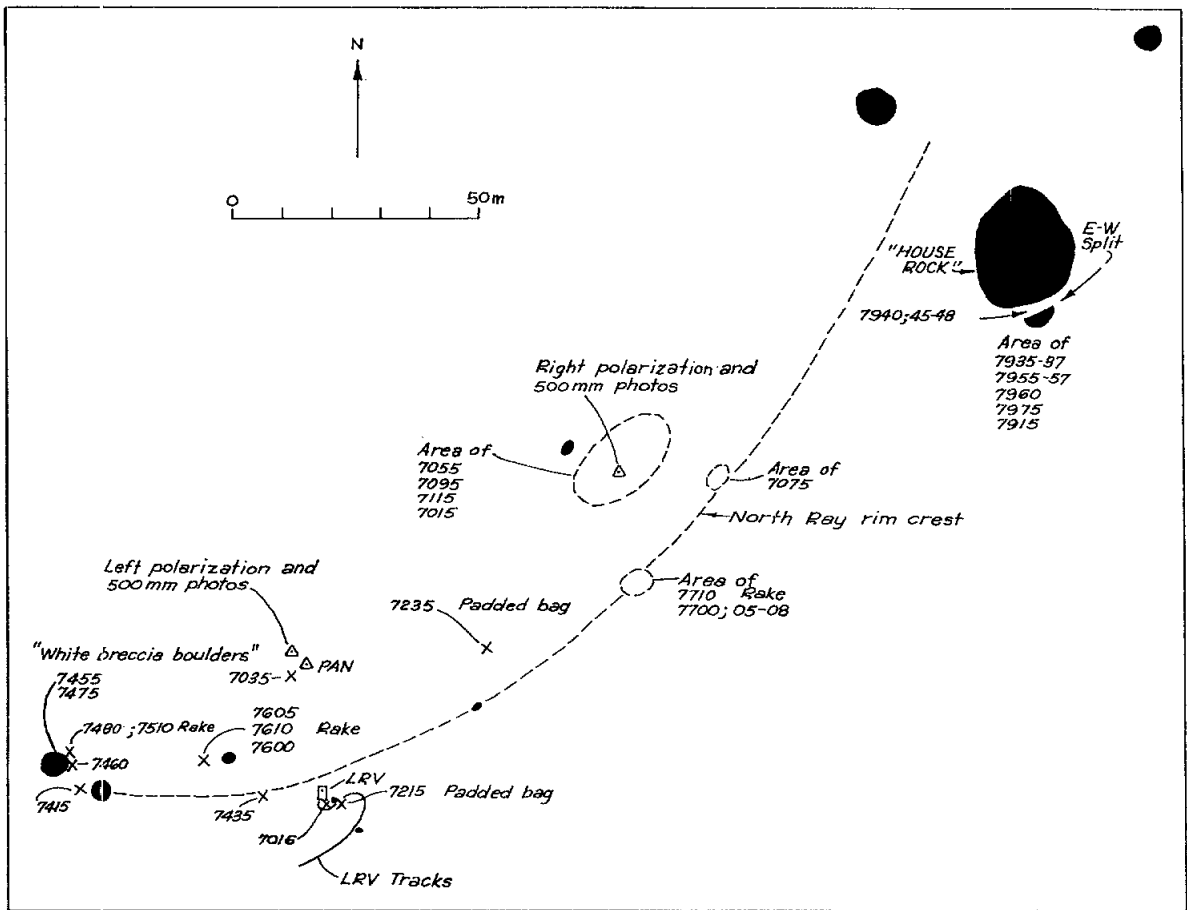 N
0 50m
"HOUSE
ROCK"
E-W
Split
7940;45-48
Area of
7935-37
7955-57
7960
7975
7915
Right polarization and
500mm photos
Area of
7055
7095
7115
7015
Area of
7075
North Ray rim crest
Left polarization and
500mm photos
Area of
7710 Rake
7700; 05-08
7235 Padded bag
"White breccia boulders"
7455
7475
PAN
7035
7480 ; 7510 Rake
7605
7610 Rake
7600
7460
LRV
7415
7435
7215 Padded bag
7016
LRV Tracks